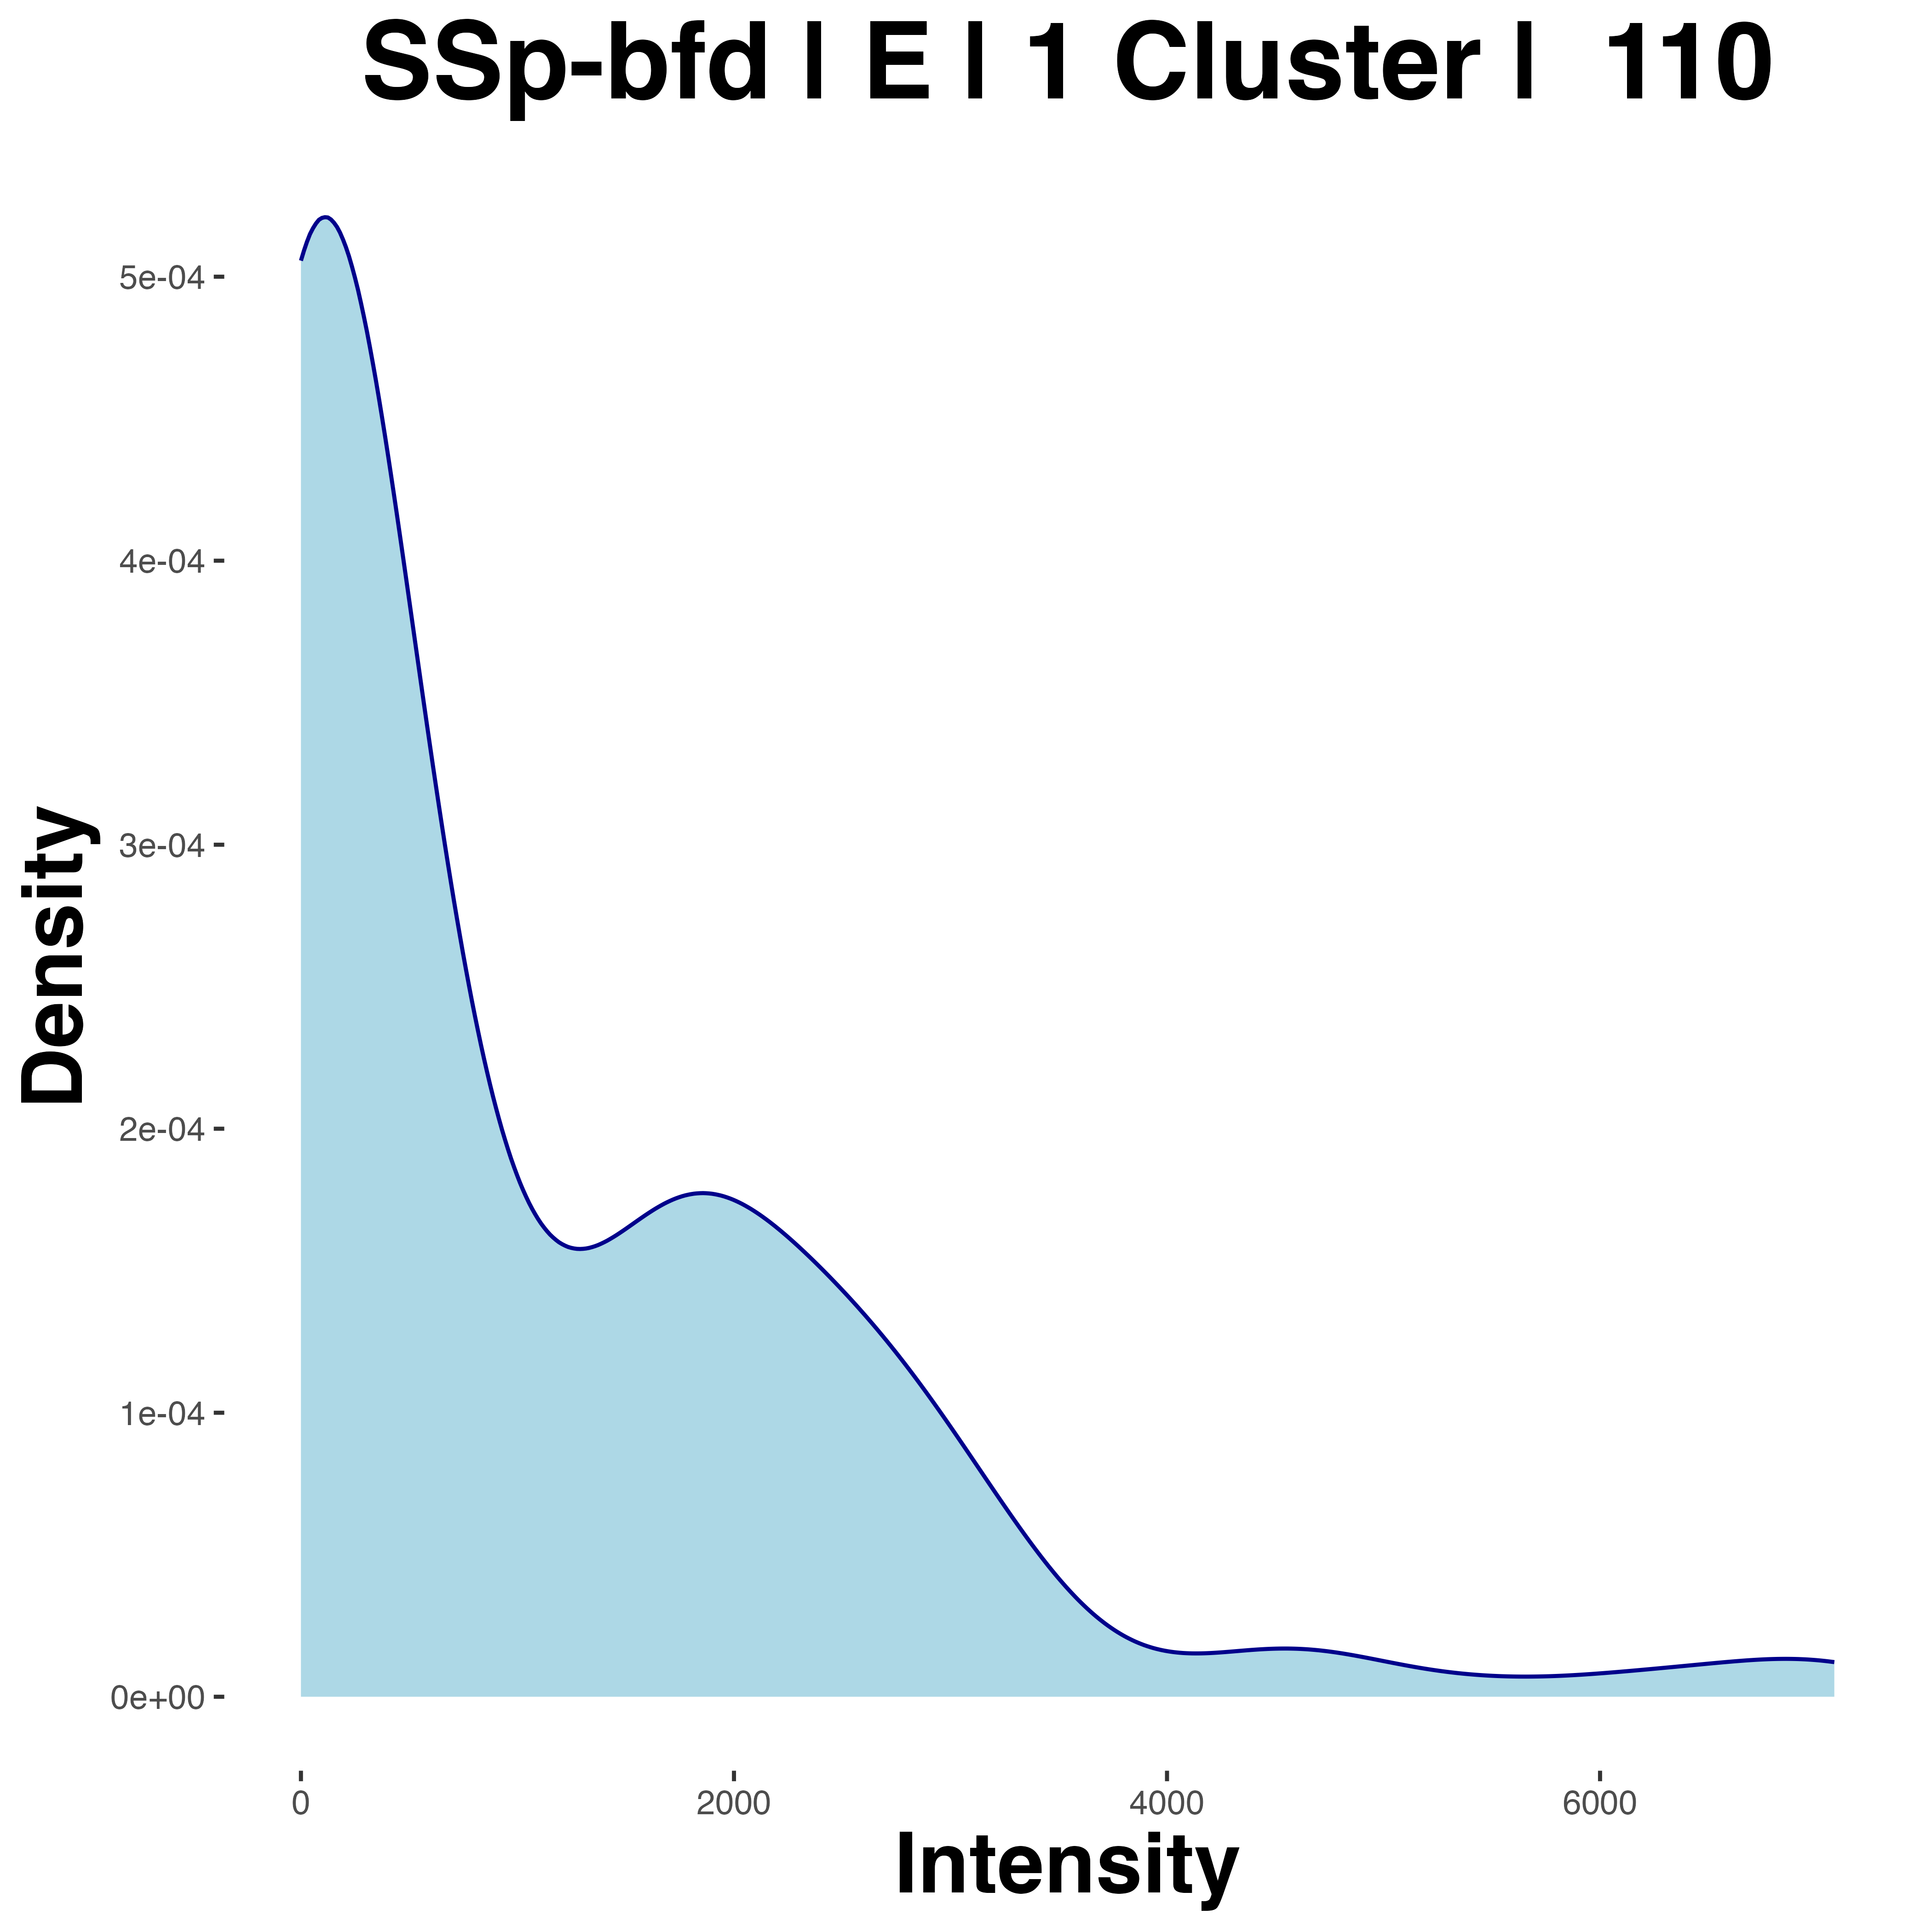 SSp-bfd | E | 1 Cluster | 110
5e-04
4e-04
3e-04
2e-04
1e-04
0e+00
Density
0 2000 4000 6000
Intensity